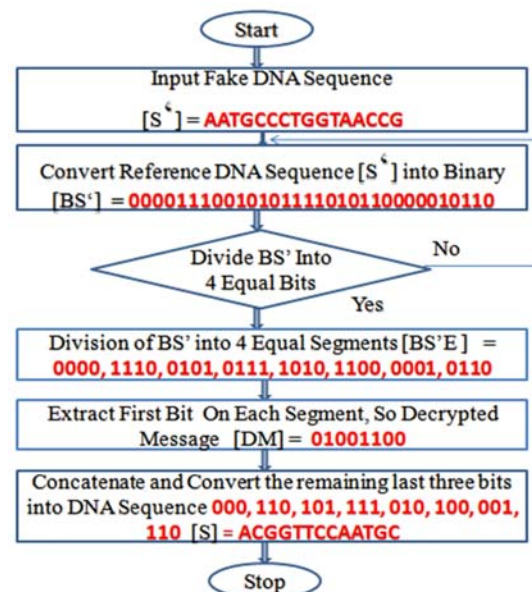 Start
Input Fake DNA Sequence
[S‘] = AATGCCCTGGTAACCG
Convert Reference DNA Sequence [S‘] into Binary
[BS‘] = 00001110010101111010110000010110
Divide BS’ Into
4 Equal Bits
No
Yes
Division of BS’ into 4 Equal Segments [BS’E] =
0000, 1110, 0101, 0111, 1010, 1100, 0001, 0110
Extract First Bit On Each Segment, So Decrypted
Message [DM] = 01001100
Concatenate and Convert the remaining last three bits
into DNA Sequence 000, 110, 101, 111, 010, 100, 001,
110 [S] = ACGGTTCCAATGC
Stop